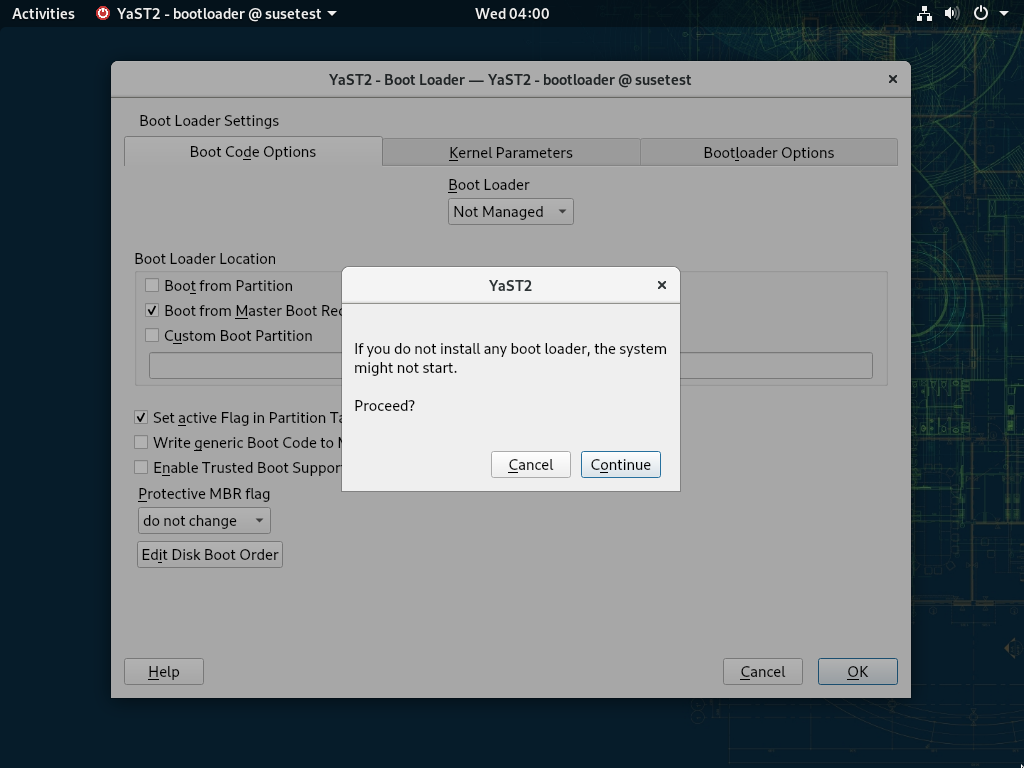 Activities YaST2 - bootloader @ susetest Wed 04:00
YaST2 - Boot Loader — YaST2 - bootloader @ susetest
Boot Loader Settings
Boot Code Options Kernel Parameters Bootloader Options
Boot Loader
Not Managed
Boot Loader Location
Boot from Partition
Boot from Master Boot Rec
Custom Boot Partition
Set active Flag in Partition Ta
Write generic Boot Code to M
Enable Trusted Boot Support
Protective MBR flag
do not change
Edit Disk Boot Order
Help Cancel OK
YaST2
If you do not install any boot loader, the system
might not start.
Proceed?
Cancel Continue